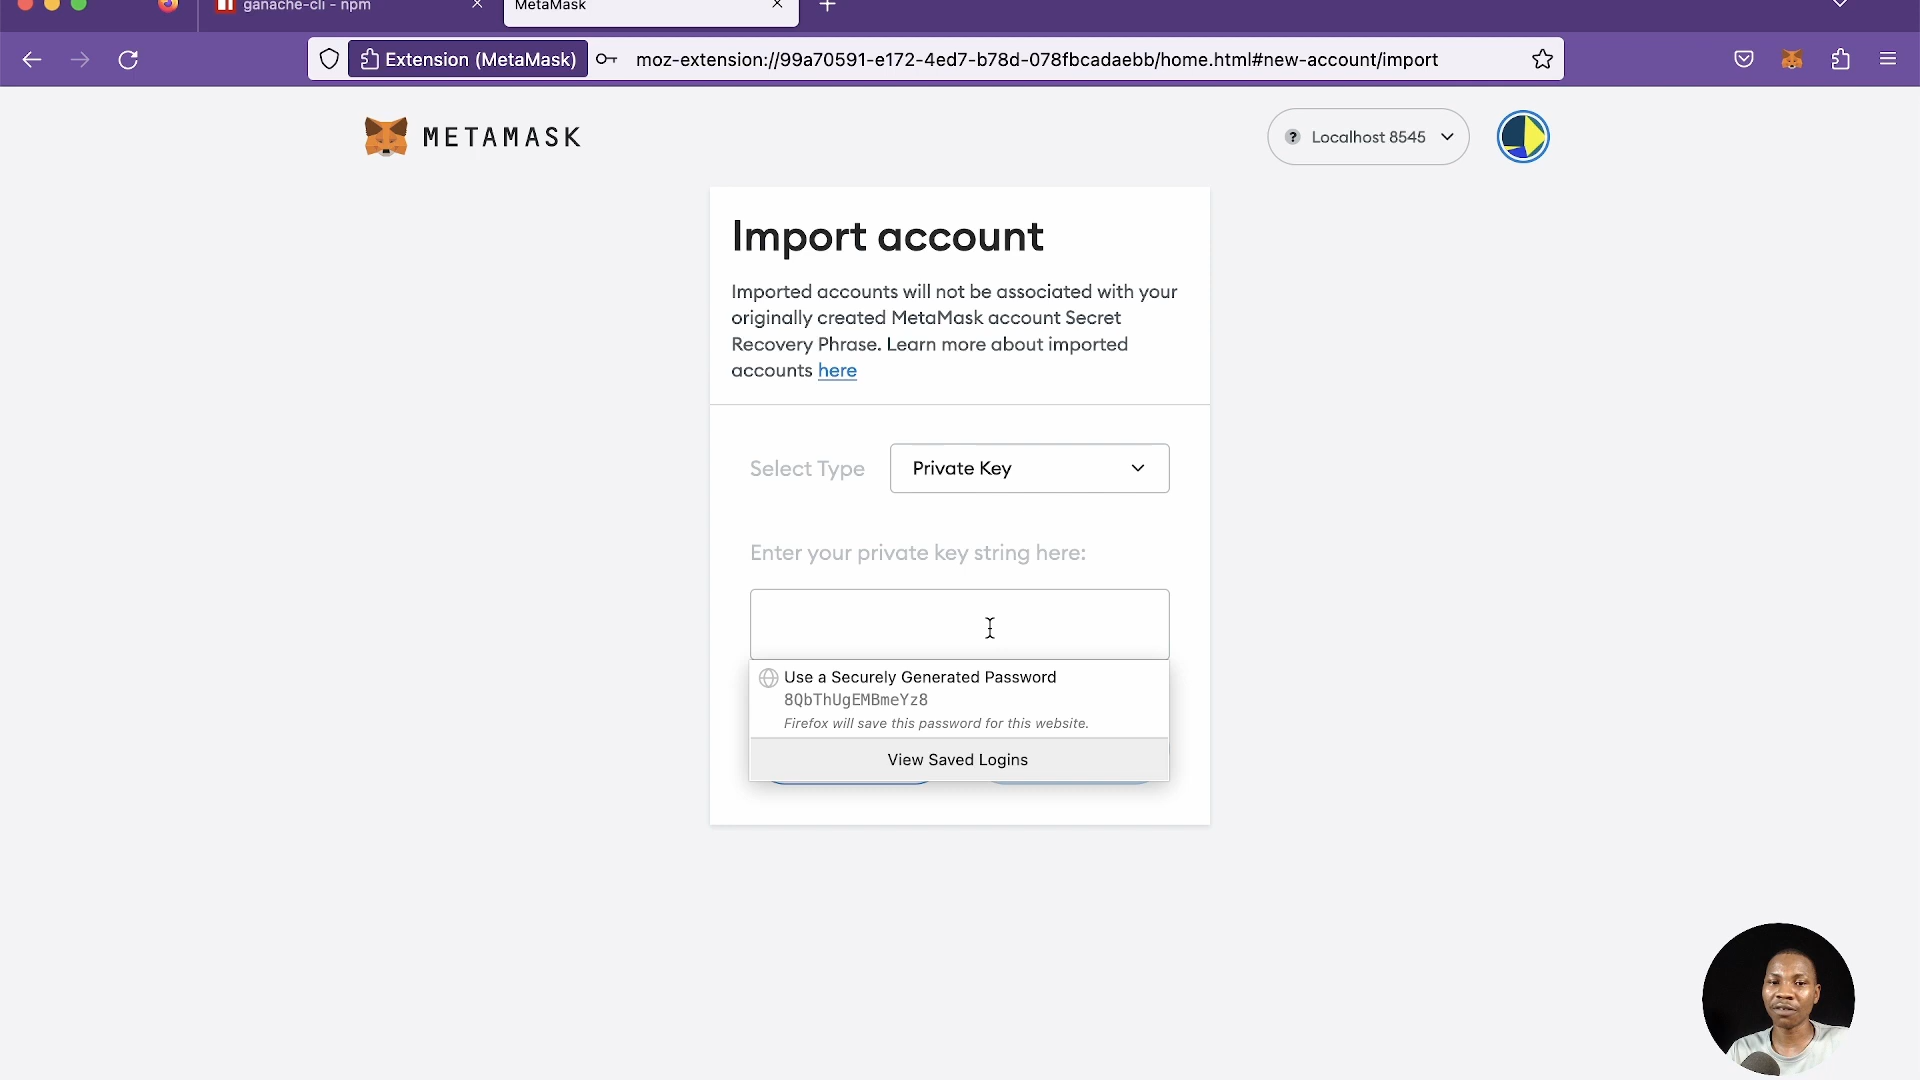 ganache-cli - npm
MetaMask
Extension (MetaMask)
moz-extension://99a70591-e172-4ed7-b78d-078fbcadaebb/home.html#new-account/import
METAMASK
? Localhost 8545
Import account
Imported accounts will not be associated with your
originally created MetaMask account Secret
Recovery Phrase. Learn more about imported
accounts here
Select Type
Private Key
Enter your private key string here:
Use a Securely Generated Password
8QbThUgEMBmeYz8
Firefox will save this password for this website.
View Saved Logins